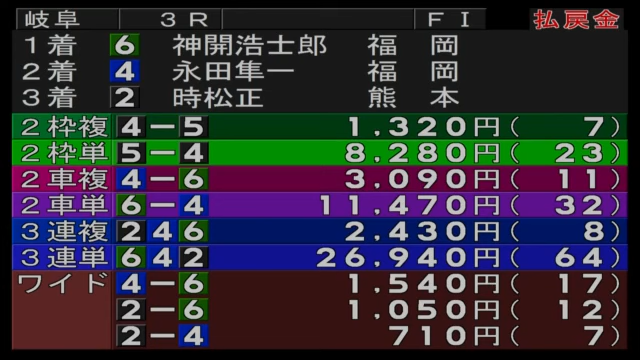 岐阜 3R FI 払戻金
1着 6 神開浩士郎 福岡
2着 4 永田隼一 福岡
3着 2 時松正 熊本
2枠複 4-5 1,320円( 7)
2枠単 5-4 8,280円( 23)
2車複 4-6 3,090円( 11)
2車単 6-4 11,470円( 32)
3連複 2 4 6 2,430円( 8)
3連単 6 4 2 26,940円( 64)
ワイド 4-6 1,540円( 17)
2-6 1,050円( 12)
2-4 710円( 7)